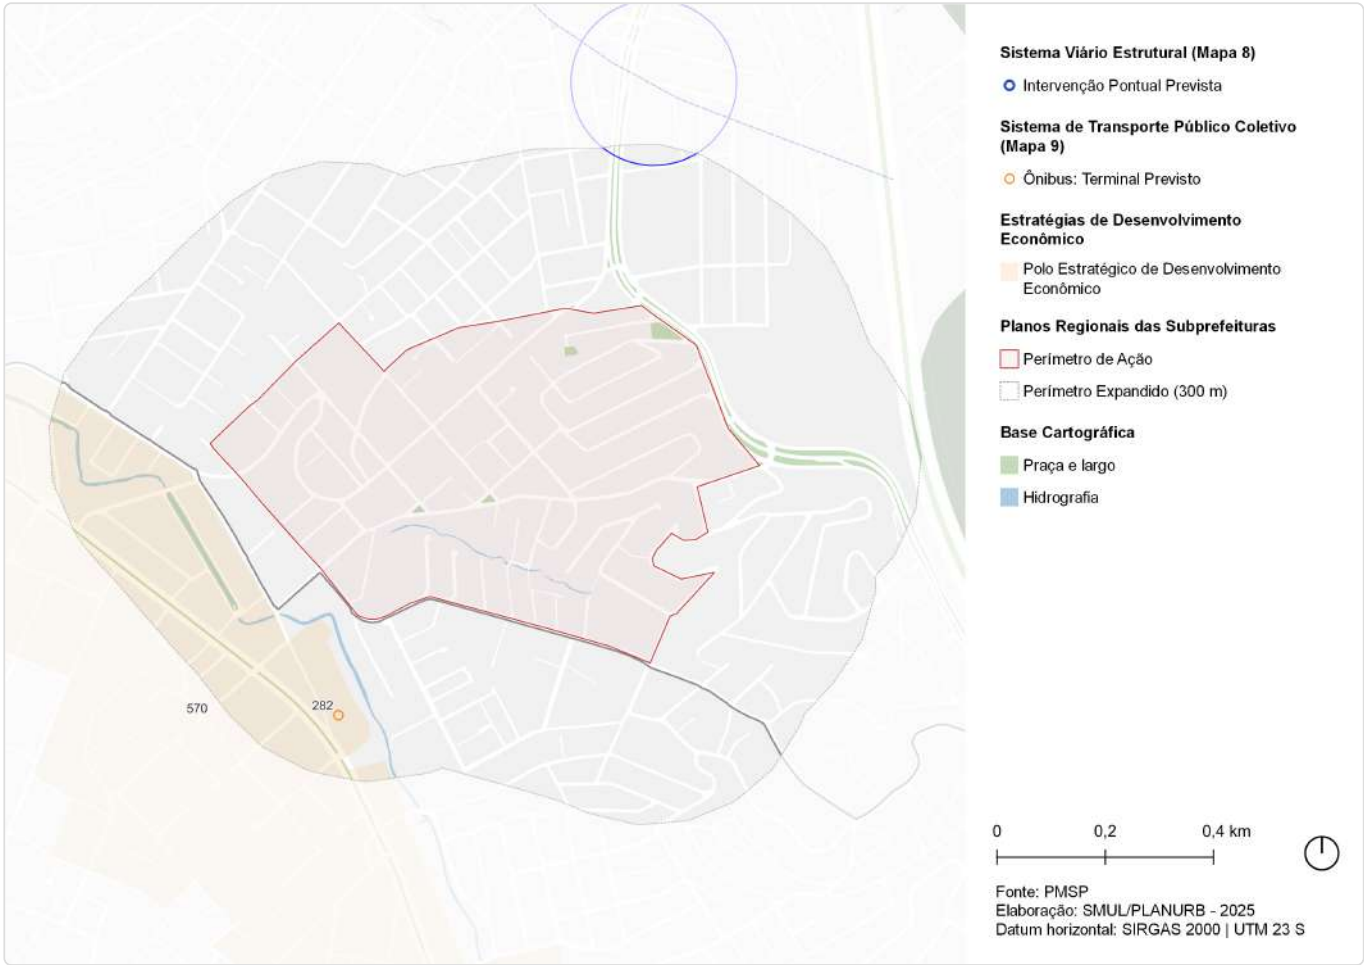 Sistema Viário Estrutural (Mapa 8)
Intervenção Pontual Prevista
Sistema de Transporte Público Coletivo
(Mapa 9)
Ônibus: Terminal Previsto
Estratégias de Desenvolvimento
Econômico
Polo Estratégico de Desenvolvimento
Econômico
Planos Regionais das Subprefeituras
Perímetro de Ação
Perímetro Expandido (300 m)
Base Cartográfica
Praça e largo
Hidrografia
570
282
0 0,2 0,4 km
Fonte: PMSP
Elaboração: SMUL/PLANURB - 2025
Datum horizontal: SIRGAS 2000 | UTM 23 S